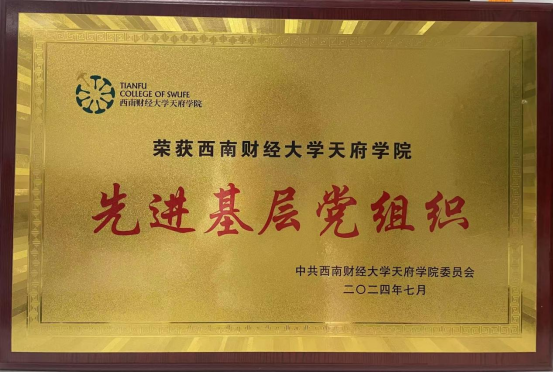 TIANFU
COLLEGE OF SWUFE
西南财经大学天府学院
荣获西南财经大学天府学院
先进基层党组织
中共西南财经大学天府学院委员会
二〇二四年七月